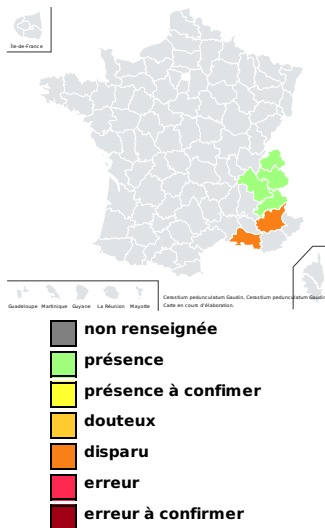 Île-de-France
Guadeloupe Martinique Guyane La Réunion Mayotte
Cerastium pedunculatum Gaudin, Cerastium pedunculatum Gaudin
Carte en cours d'élaboration.
non renseignée
présence
présence à confimer
douteux
disparu
erreur
erreur à confirmer